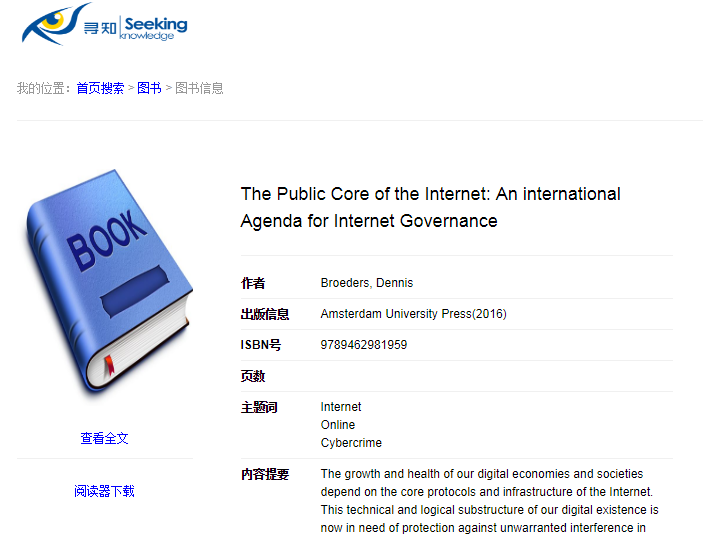 寻知 Seeking
knowledge
我的位置：首页搜索 > 图书 > 图书信息
BOOK
The Public Core of the Internet: An international
Agenda for Internet Governance
作者 Broeders, Dennis
出版信息 Amsterdam University Press(2016)
ISBN号 9789462981959
页数
主题词 Internet
Online
Cybercrime
查看全文
内容提要 The growth and health of our digital economies and societies
depend on the core protocols and infrastructure of the Internet.
阅读器下载
This technical and logical substructure of our digital existence is
now in need of protection against unwarranted interference in